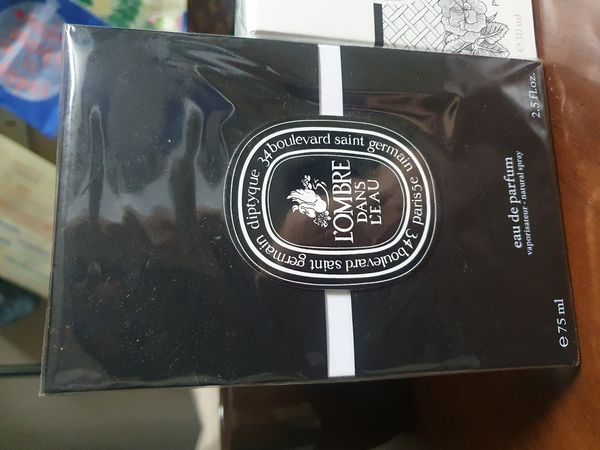 diptyque 34 boulevard saint germain paris5e
34 boulevard saint germain
L'OMBRE
DANS
L'EAU
eau de parfum
vaporisateur - natural spray
e 75 ml
2.5 fl.oz.
e 30 ml